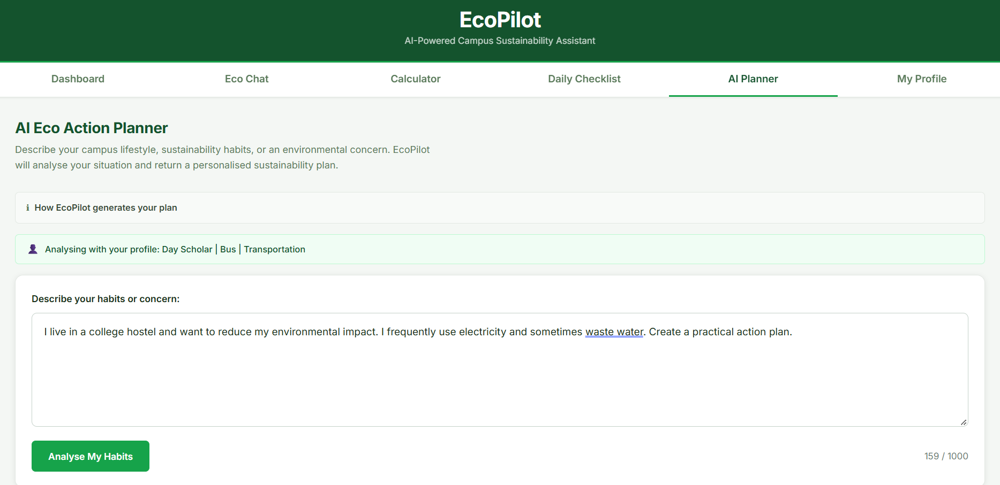 EcoPilot
AI-Powered Campus Sustainability Assistant
Dashboard
Eco Chat
Calculator
Daily Checklist
AI Planner
My Profile
AI Eco Action Planner
Describe your campus lifestyle, sustainability habits, or an environmental concern. EcoPilot
will analyse your situation and return a personalised sustainability plan.
ℹ How EcoPilot generates your plan
Analysing with your profile: Day Scholar | Bus | Transportation
Describe your habits or concern:
I live in a college hostel and want to reduce my environmental impact. I frequently use electricity and sometimes waste water. Create a practical action plan.
Analyse My Habits
159 / 1000